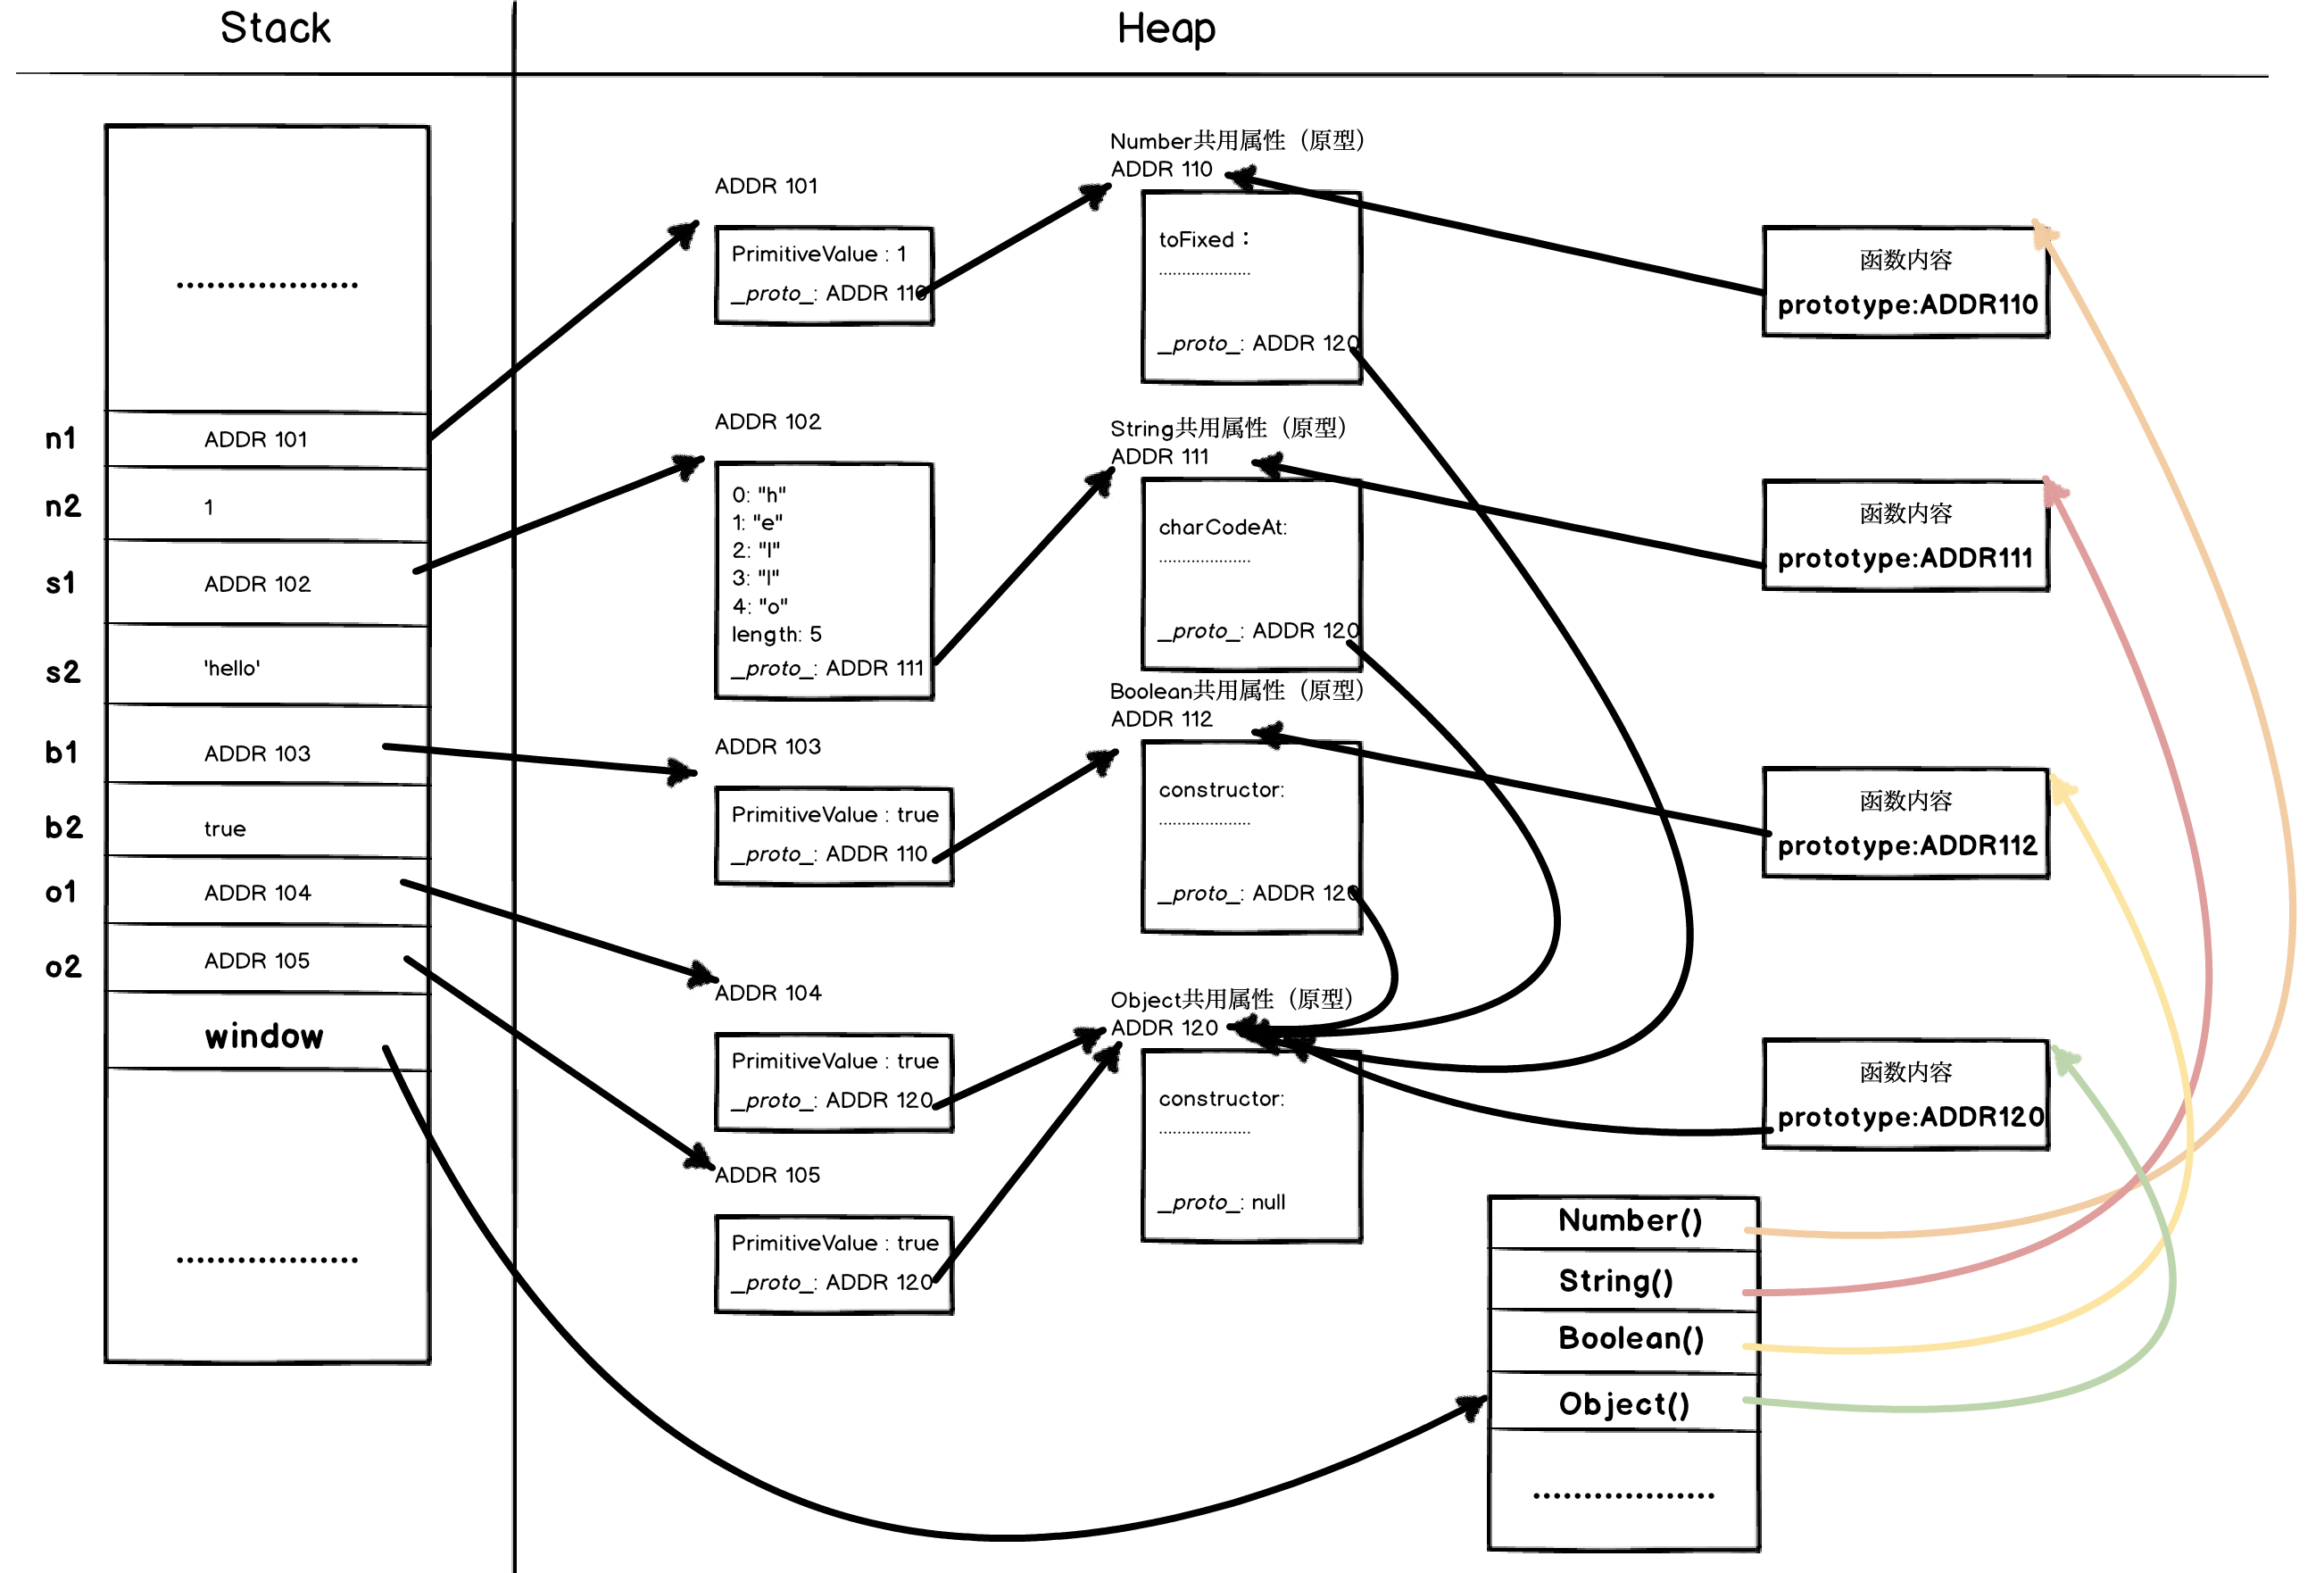 Stack
Heap
..................
n1
ADDR 101
n2
1
s1
ADDR 102
s2
'hello'
b1
ADDR 103
b2
true
o1
ADDR 104
o2
ADDR 105
window
..................
ADDR 101
PrimitiveValue : 1
_proto_: ADDR 110
ADDR 102
0: "h"
1: "e"
2: "l"
3: "l"
4: "o"
length: 5
_proto_: ADDR 111
ADDR 103
PrimitiveValue : true
_proto_: ADDR 110
ADDR 104
PrimitiveValue : true
_proto_: ADDR 120
ADDR 105
PrimitiveValue : true
_proto_: ADDR 120
Number共用属性（原型）
ADDR 110
toFixed：
....................
_proto_: ADDR 120
String共用属性（原型）
ADDR 111
charCodeAt:
....................
_proto_: ADDR 120
Boolean共用属性（原型）
ADDR 112
constructor:
....................
_proto_: ADDR 120
Object共用属性（原型）
ADDR 120
constructor:
....................
_proto_: null
函数内容
prototype:ADDR110
函数内容
prototype:ADDR111
函数内容
prototype:ADDR112
函数内容
prototype:ADDR120
Number()
String()
Boolean()
Object()
..................